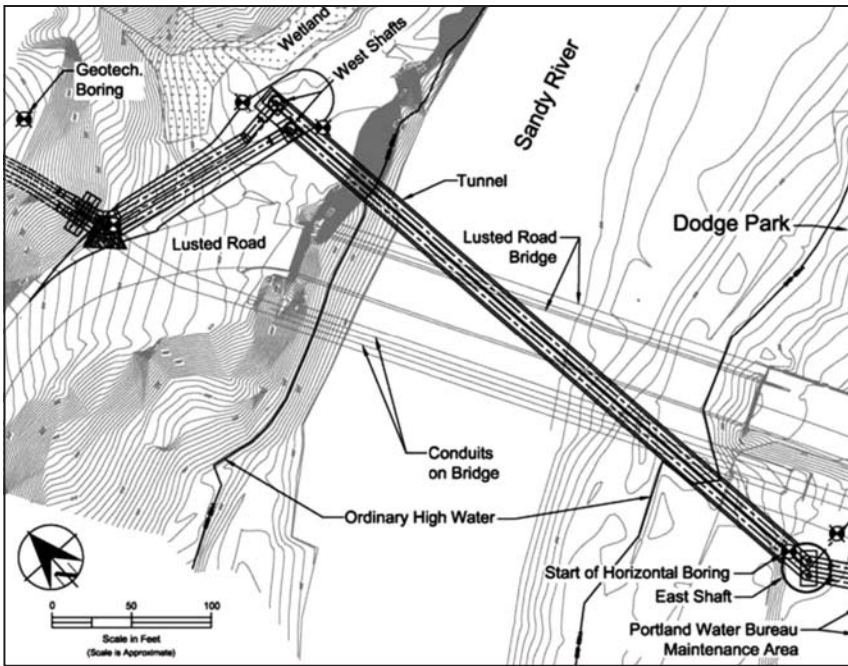 Geotech.
Boring
Wetland
West Shafts
Sandy River
Tunnel
Dodge Park
Lusted Road
Lusted Road
Bridge
Conduits
on Bridge
Ordinary High Water
Start of Horizontal Boring
East Shaft
Portland Water Bureau
Maintenance Area
0 50 100
Scale in Feet
(Scale is Approximate)